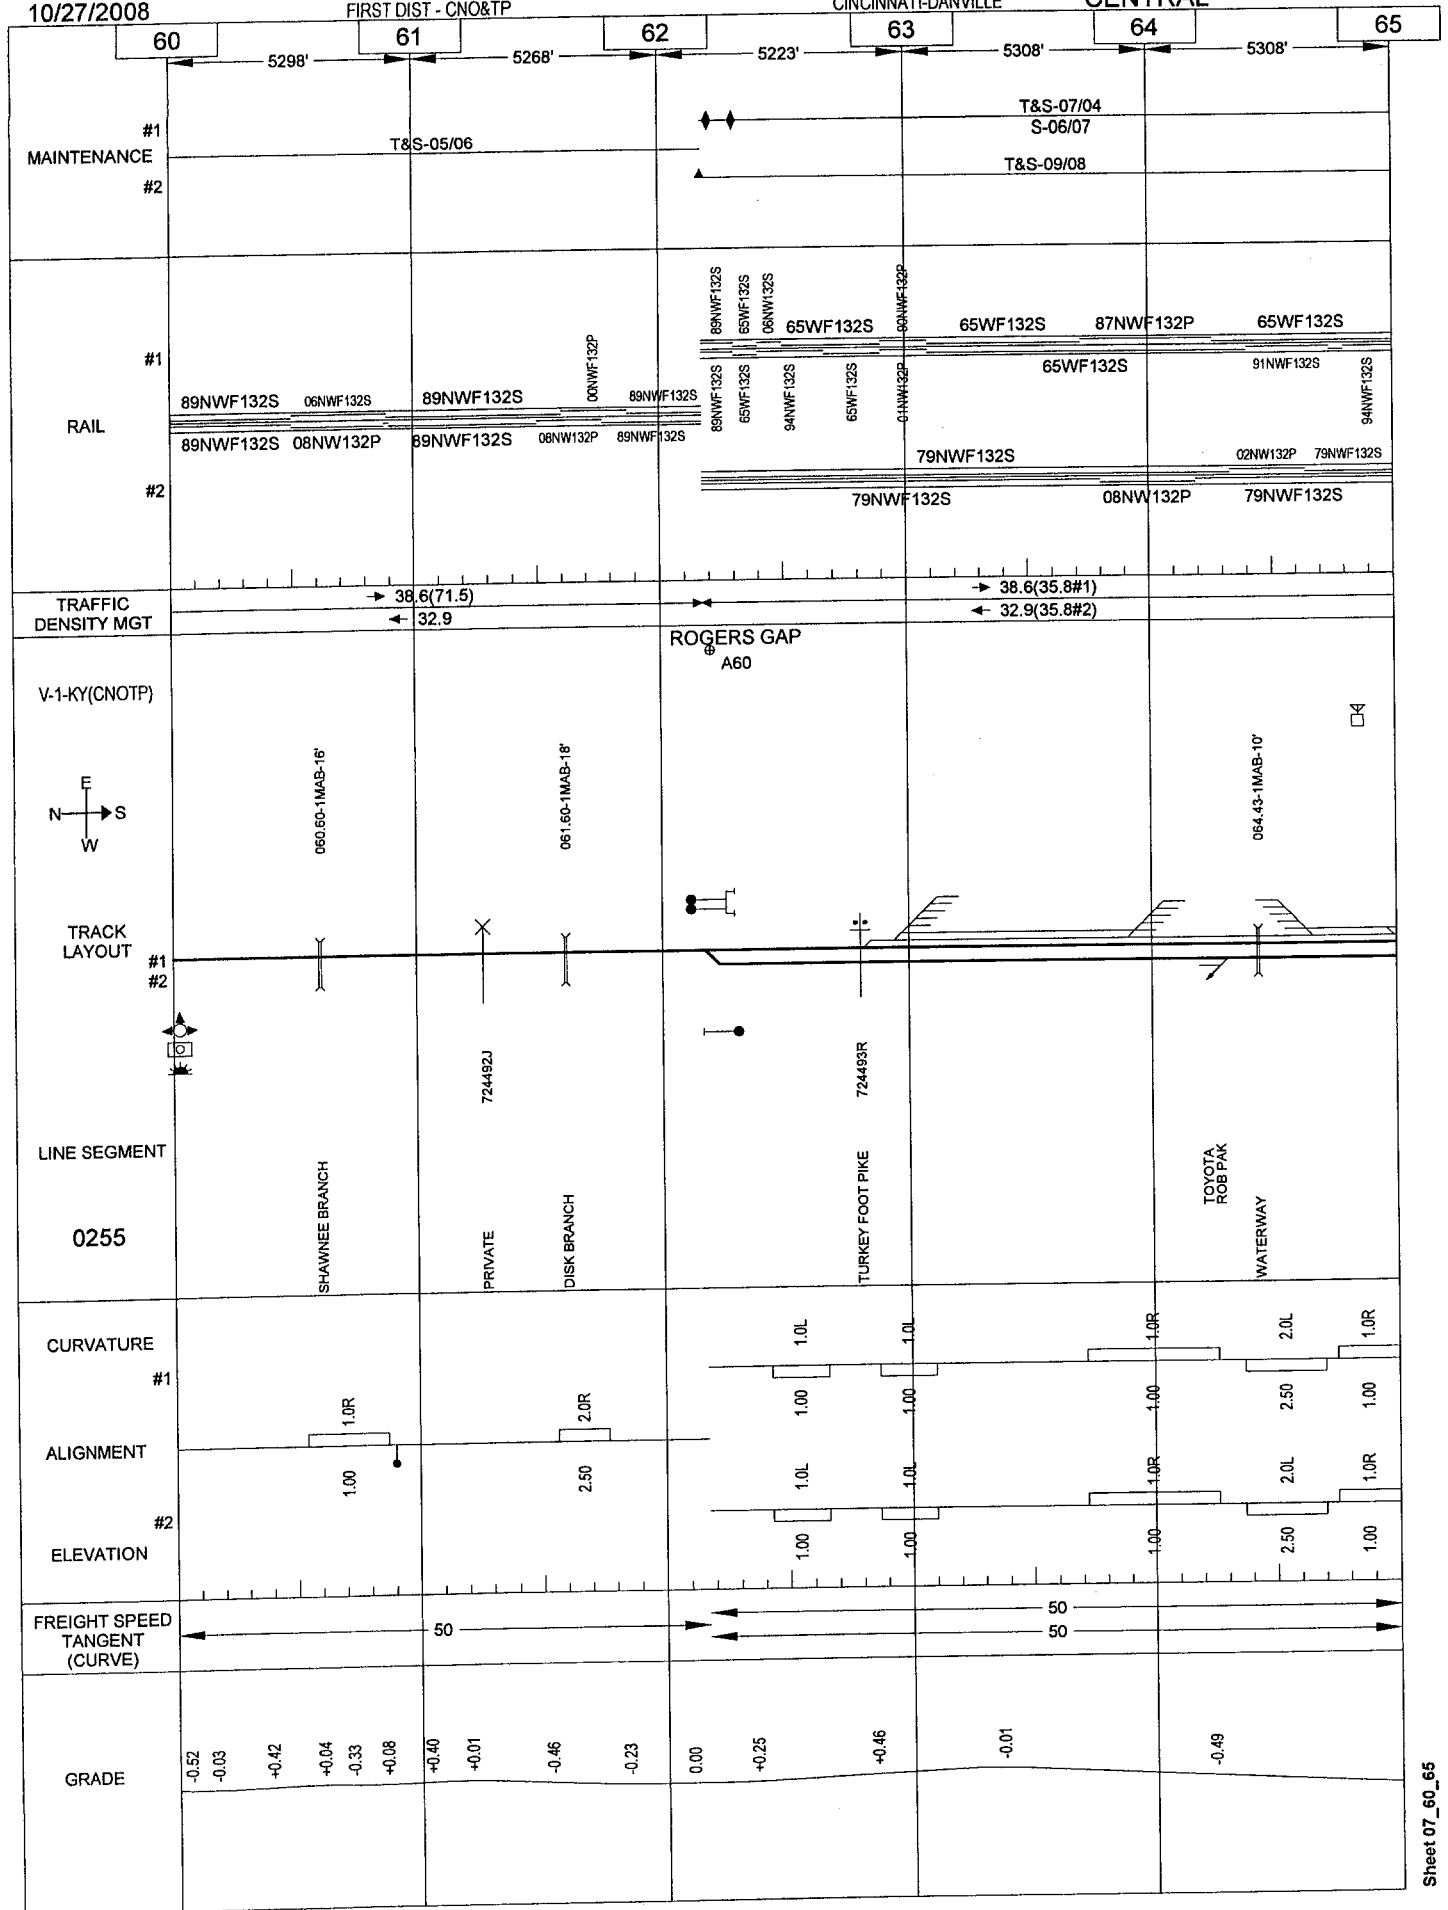 10/27/2008 FIRST DIST - CNO&TP CINCINNATI-DANVILLE CENTRAL
60 61 62 63 64 65
5298' 5268' 5223' 5308' 5308'
MAINTENANCE
#1
#2
T&S-05/06
T&S-07/04
S-06/07
T&S-09/08
RAIL
#1
#2
89NWF132S 06NWF132S 89NWF132S 00NWF132P 89NWF132S
89NWF132S 08NW132P 89NWF132S 08NW132P 89NWF132S
89NWF132S 65WF132S 06NW132S 65WF132S 65WF132S 87NWF132P 65WF132S
89NWF132S 65WF132S 94NWF132S 65WF132S 01NW132P 65WF132S 91NWF132S 94NWF132S
79NWF132S 02NW132P 79NWF132S
79NWF132S 08NW132P 79NWF132S
TRAFFIC
DENSITY MGT
38.6(71.5) 38.6(35.8#1)
32.9 32.9(35.8#2)
ROGERS GAP
A60
V-1-KY(CNOTP)
E
N S
W
060.60-1MAB-16'
061.60-1MAB-18'
064.43-1MAB-10'
TRACK
LAYOUT
#1
#2
724492J
724493R
LINE SEGMENT
0255
SHAWNEE BRANCH
PRIVATE
DISK BRANCH
TURKEY FOOT PIKE
TOYOTA
ROB PAK
WATERWAY
CURVATURE
#1
1.0L 1.0L 1.0R 2.0L 1.0R
1.00 1.00 1.00 2.50 1.00
ALIGNMENT
1.0R 2.0R
1.00 2.50
#2
1.0L 1.0L 1.0R 2.0L 1.0R
1.00 1.00 1.00 2.50 1.00
ELEVATION
FREIGHT SPEED
TANGENT
(CURVE)
50
50
50
GRADE
-0.52 -0.03 +0.42 +0.04 -0.33 +0.08 +0.40 +0.01 -0.46 -0.23 0.00 +0.25 +0.46 -0.01 -0.49
Sheet 07_60_65